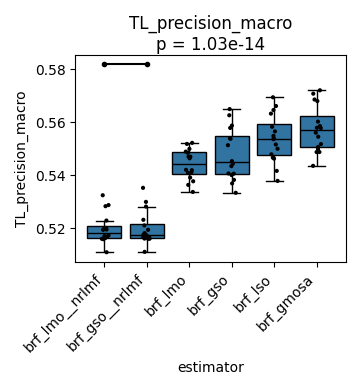 TL_precision_macro
p = 1.03e-14
TL_precision_macro
0.58
0.56
0.54
0.52
brf_lmo__nrlmf
brf_gso__nrlmf
brf_lmo
brf_gso
brf_lso
brf_gmosa
estimator